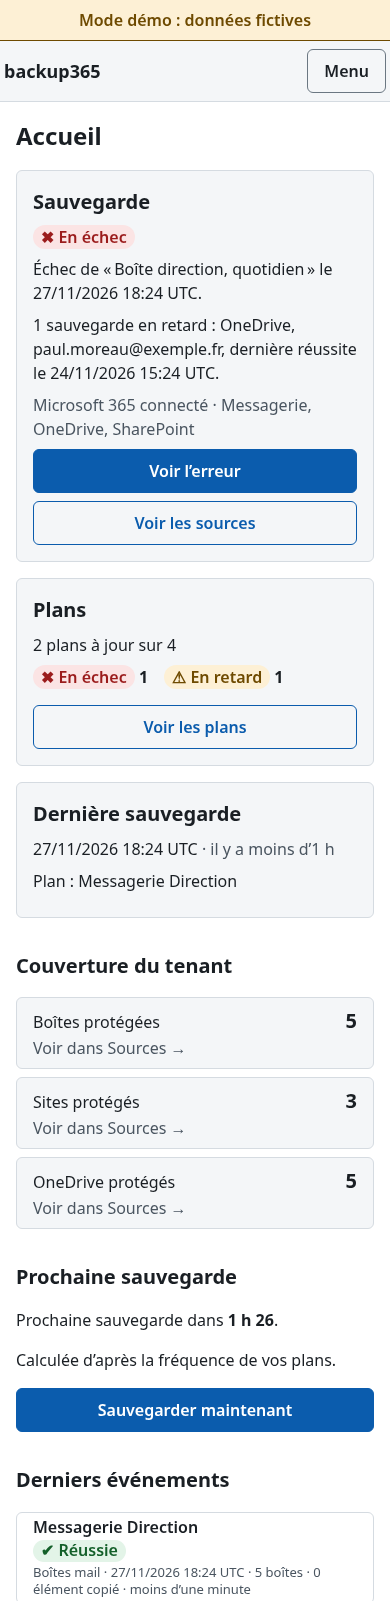 Mode démo : données fictives
backup365
Menu
Accueil
Sauvegarde
✖ En échec
Échec de « Boîte direction, quotidien » le
27/11/2026 18:24 UTC.
1 sauvegarde en retard : OneDrive,
paul.moreau@exemple.fr, dernière réussite
le 24/11/2026 15:24 UTC.
Microsoft 365 connecté · Messagerie,
OneDrive, SharePoint
Voir l’erreur
Voir les sources
Plans
2 plans à jour sur 4
✖ En échec 1 ⚠ En retard 1
Voir les plans
Dernière sauvegarde
27/11/2026 18:24 UTC · il y a moins d’1 h
Plan : Messagerie Direction
Couverture du tenant
Boîtes protégées 5
Voir dans Sources →
Sites protégés 3
Voir dans Sources →
OneDrive protégés 5
Voir dans Sources →
Prochaine sauvegarde
Prochaine sauvegarde dans 1 h 26.
Calculée d’après la fréquence de vos plans.
Sauvegarder maintenant
Derniers événements
Messagerie Direction
✔ Réussie
Boîtes mail · 27/11/2026 18:24 UTC · 5 boîtes · 0
élément copié · moins d’une minute